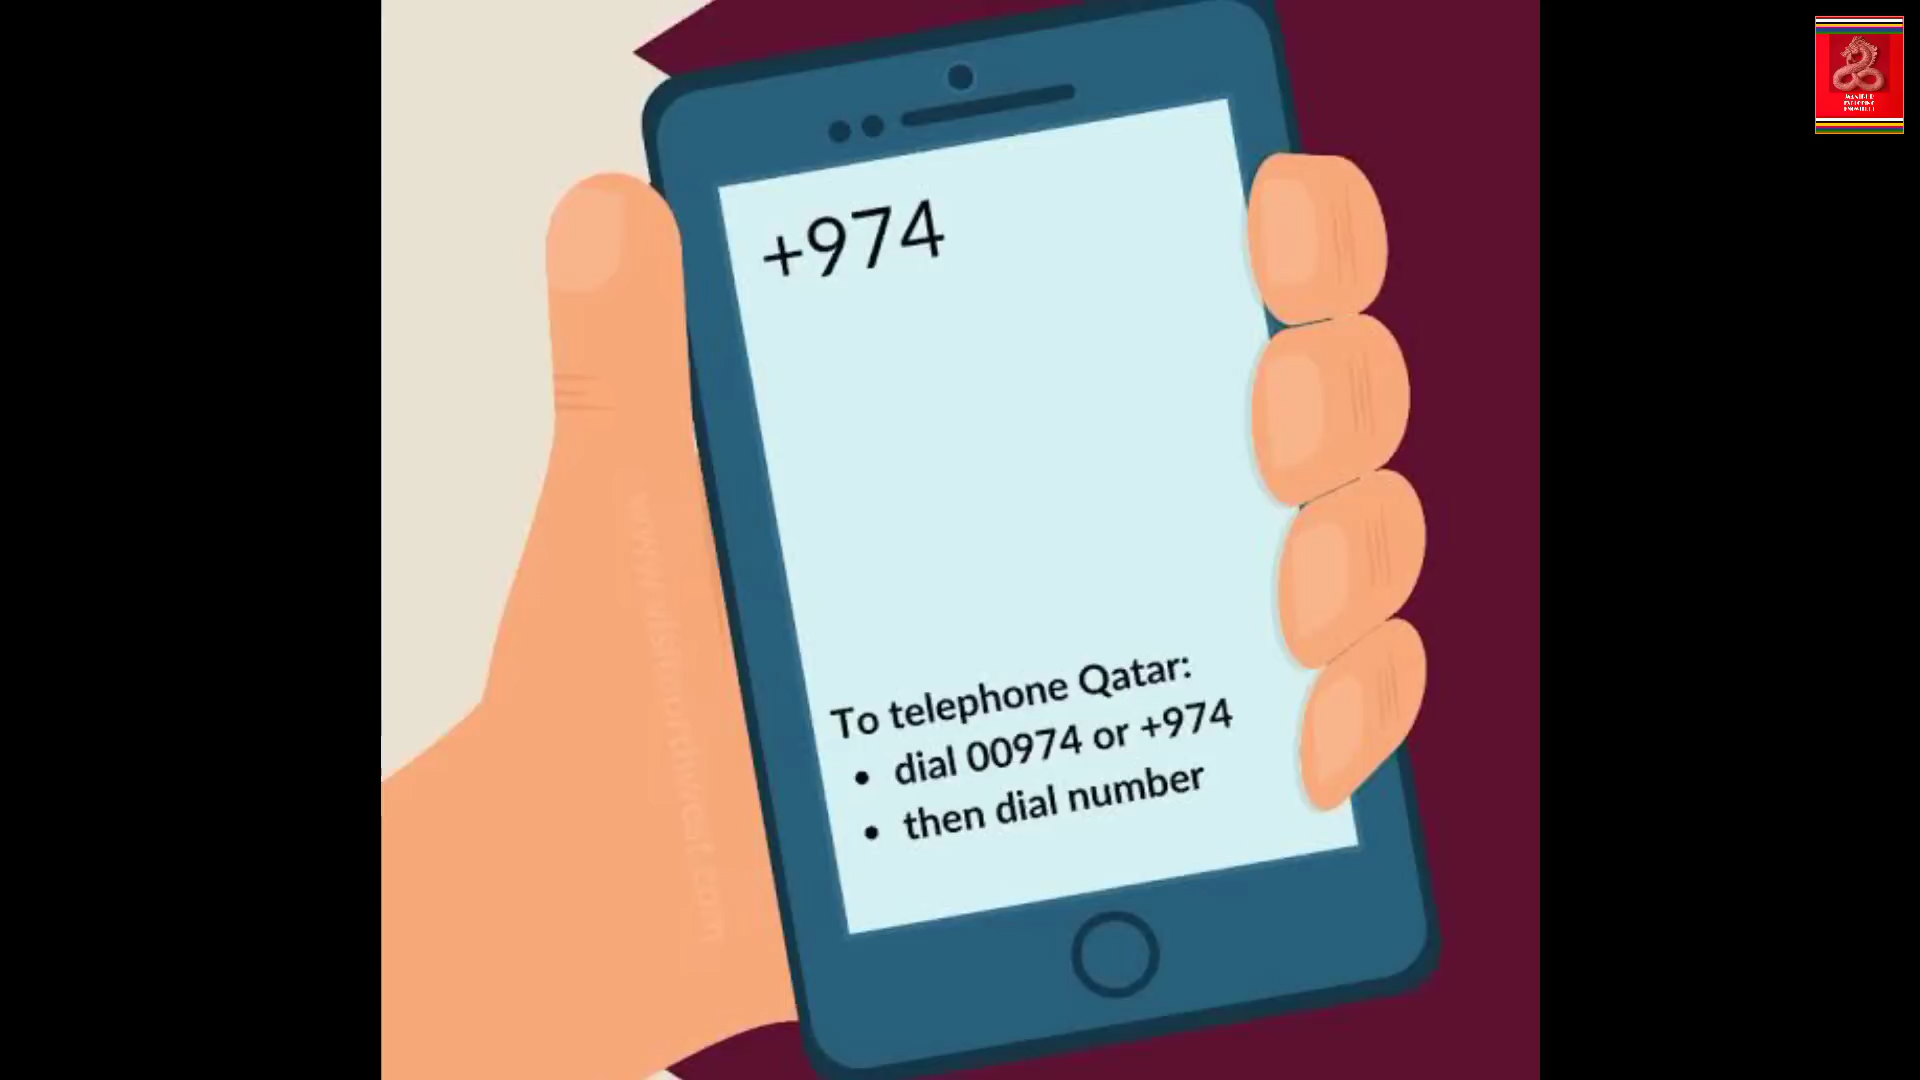 +974
To telephone Qatar:
• dial 00974 or +974
• then dial number